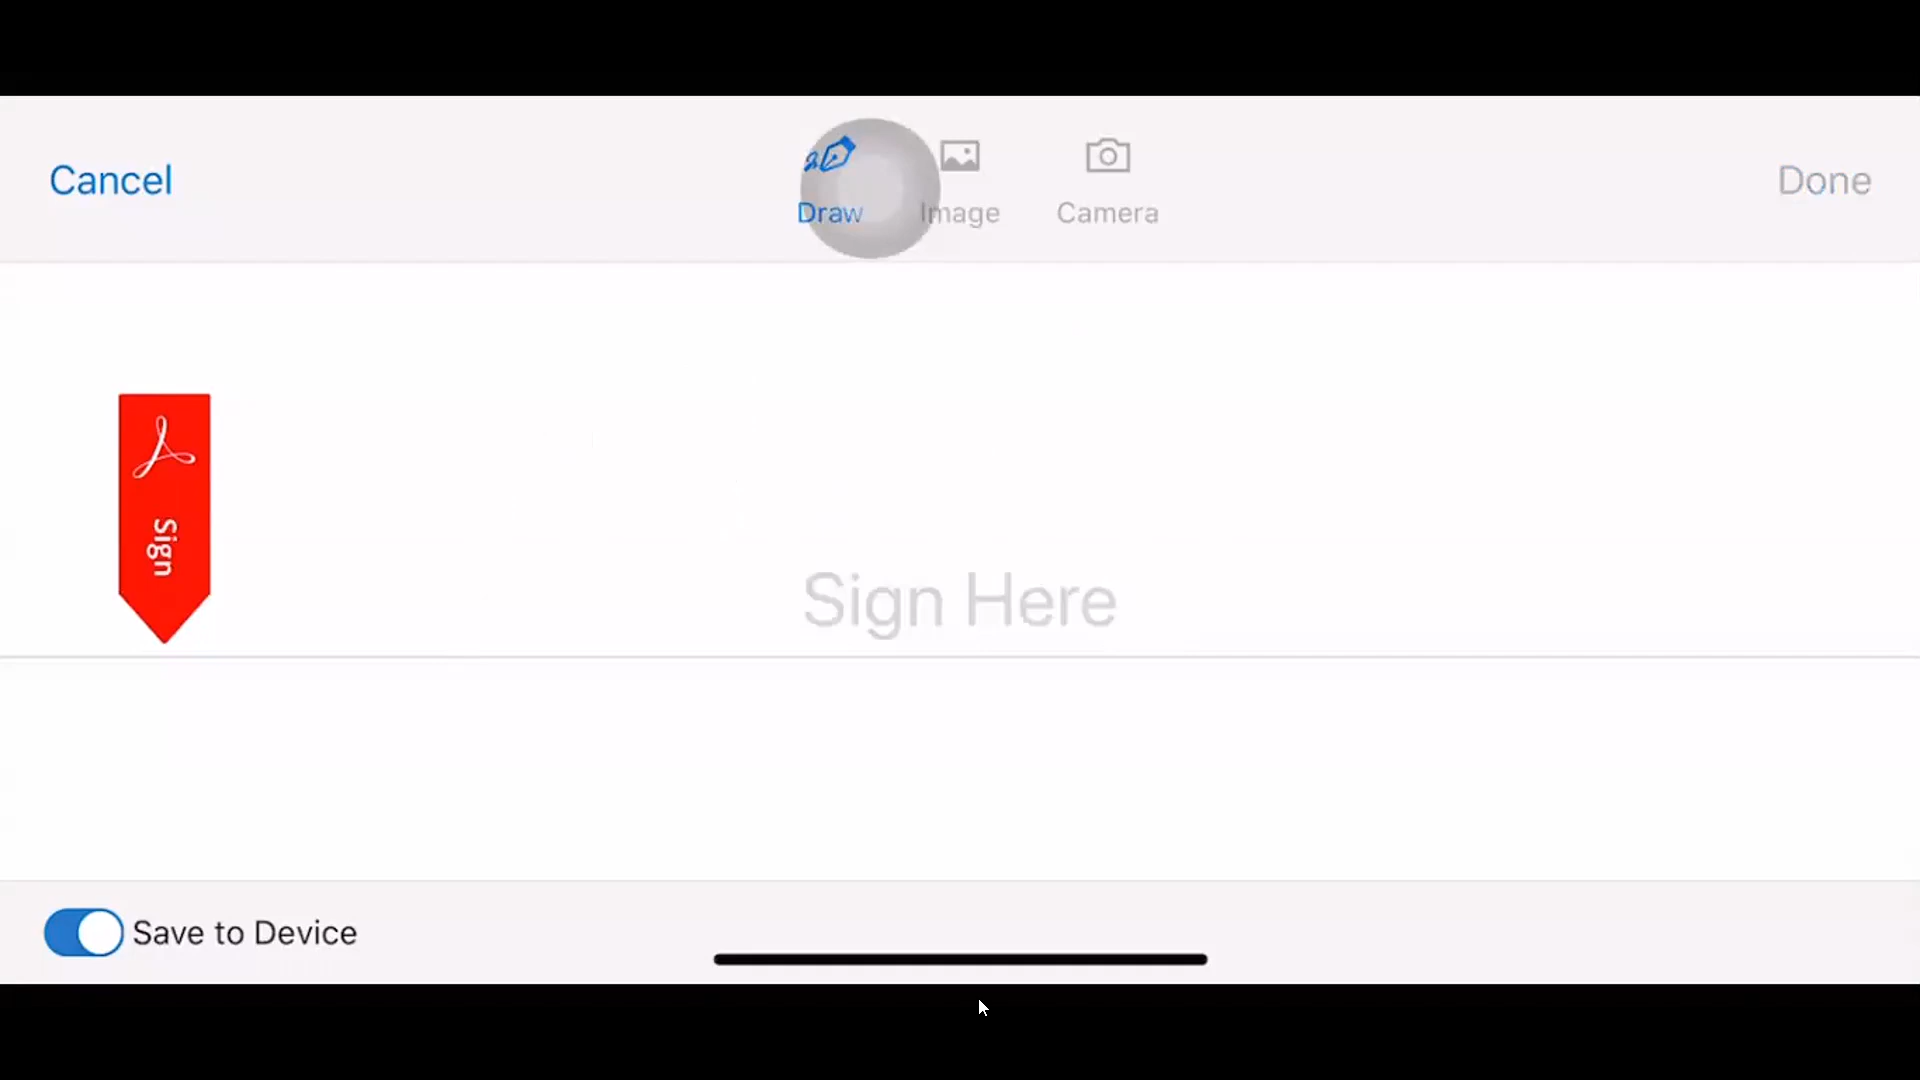 Cancel
Draw
Image
Camera
Done
Sign
Sign Here
Save to Device